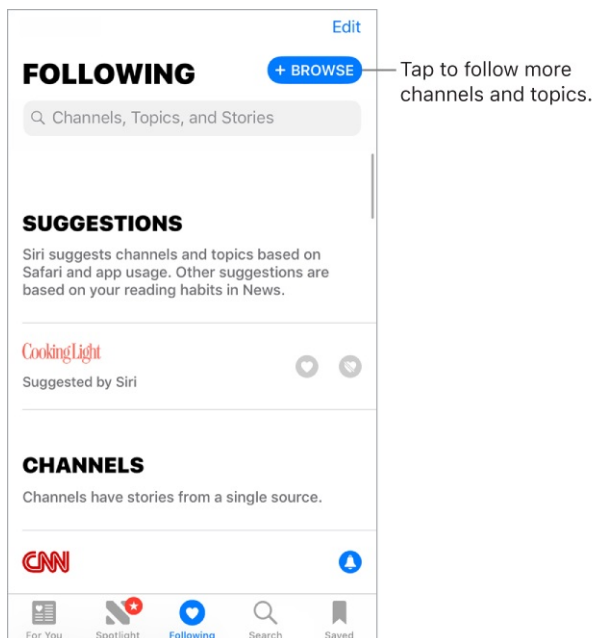 Edit
FOLLOWING
+ BROWSE
Tap to follow more
channels and topics.
Channels, Topics, and Stories
SUGGESTIONS
Siri suggests channels and topics based on
Safari and app usage. Other suggestions are
based on your reading habits in News.
CookingLight
Suggested by Siri
CHANNELS
Channels have stories from a single source.
CNN
For You
Spotlight
Following
Search
Saved